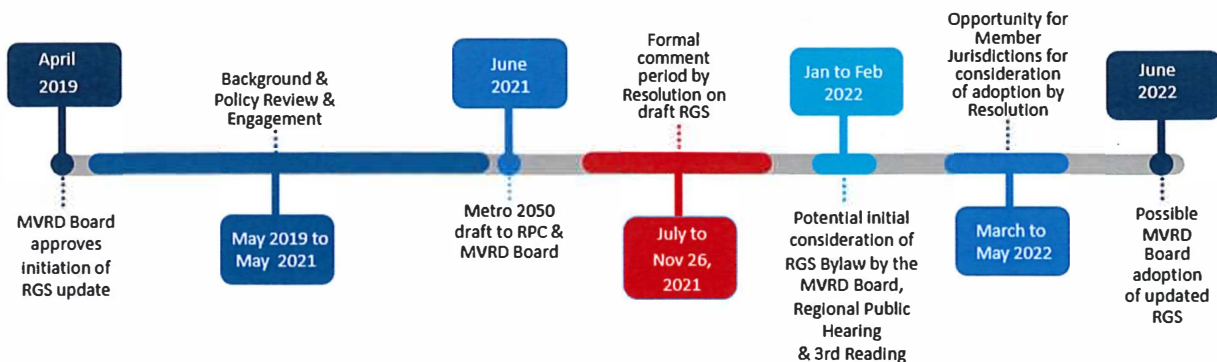 April
2019
MVRD Board
approves
initiation of
RGS update
Background &
Policy Review &
Engagement
May 2019 to
May 2021
June
2021
Metro 2050
draft to RPC &
MVRD Board
Formal
comment
period by
Resolution on
draft RGS
July to
Nov 26,
2021
Jan to Feb
2022
Potential initial
consideration of
RGS Bylaw by the
MVRD Board,
Regional Public
Hearing
& 3rd Reading
Opportunity for
Member
Jurisdictions for
consideration
of adoption by
Resolution
March to
May 2022
June
2022
Possible
MVRD
Board
adoption
of updated
RGS